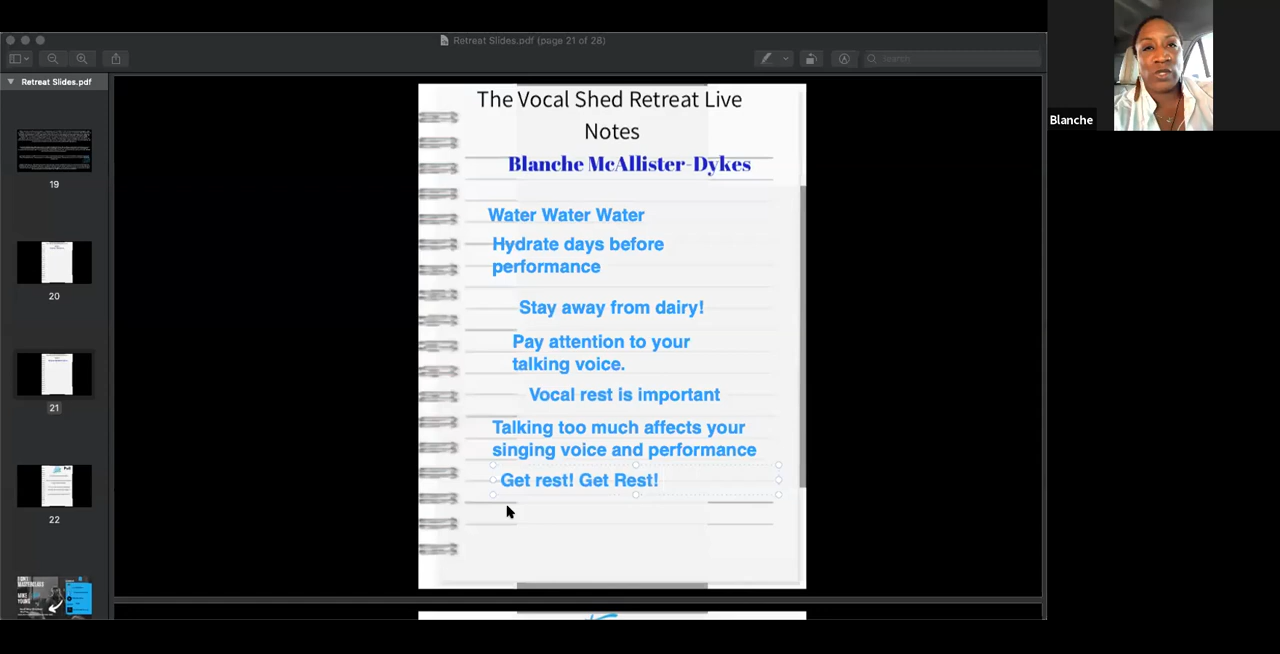 Retreat Slides.pdf (page 21 of 28)
Search
Retreat Slides.pdf
19
20
21
22
The Vocal Shed Retreat Live
Notes
Blanche McAllister-Dykes
Water Water Water
Hydrate days before
performance
Stay away from dairy!
Pay attention to your
talking voice.
Vocal rest is important
Talking too much affects your
singing voice and performance
Get rest! Get Rest!
Blanche